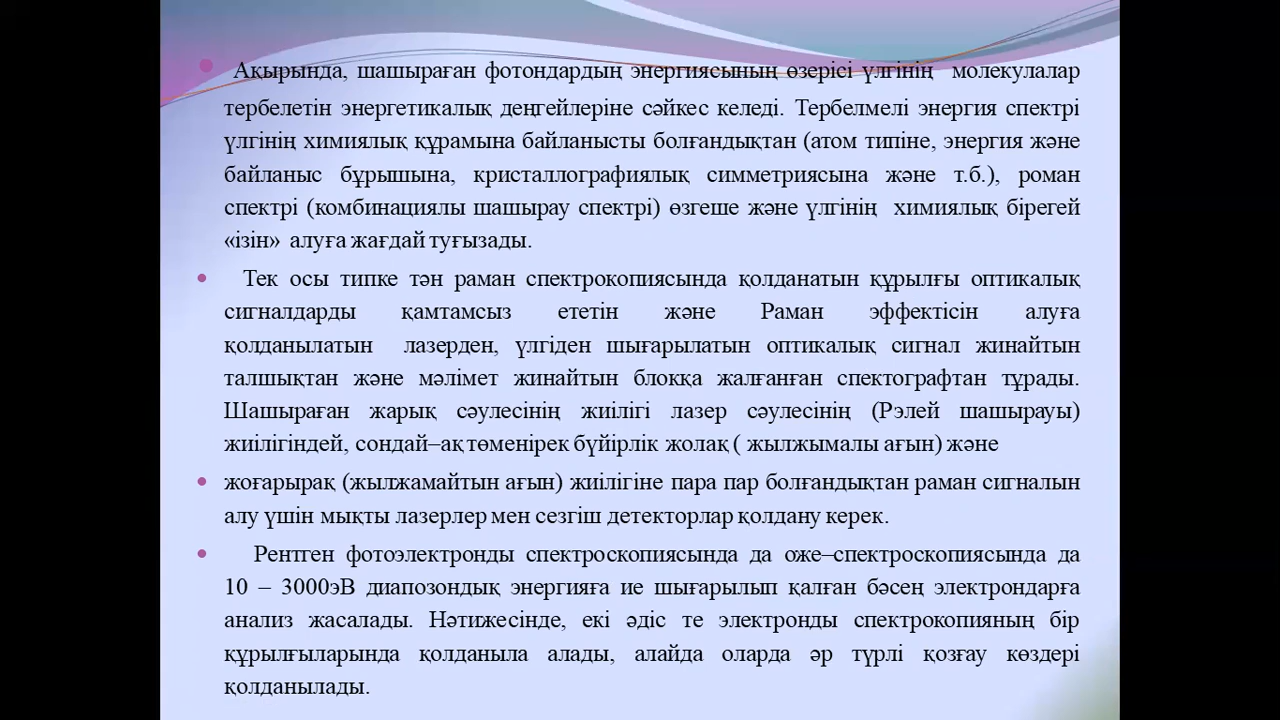 Ақырында, шашыраған фотондардың энергиясының өзерісі үлгінің молекулалар
тербелетін энергетикалық деңгейлеріне сәйкес келеді. Тербелмелі энергия спектрі
үлгінің химиялық құрамына байланысты болғандықтан (атом типіне, энергия және
байланыс бұрышына, кристаллографиялық симметриясына және т.б.), роман
спектрі (комбинациялы шашырау спектрі) өзгеше және үлгінің химиялық бірегей
«ізін» алуға жағдай туғызады.
Тек осы типке тән раман спектрокопиясында қолданатын құрылғы оптикалық
сигналдарды қамтамсыз ететін және Раман эффектісін алуға
қолданылатын лазерден, үлгіден шығарылатын оптикалық сигнал жинайтын
талшықтан және мәлімет жинайтын блокқа жалғанған спектографтан тұрады.
Шашыраған жарық сәулесінің жиілігі лазер сәулесінің (Рэлей шашырауы)
жиілігіндей, сондай–ақ төменірек бүйірлік жолақ ( жылжымалы ағын) және
жоғарырақ (жылжамайтын ағын) жиілігіне пара пар болғандықтан раман сигналын
алу үшін мықты лазерлер мен сезгіш детекторлар қолдану керек.
Рентген фотоэлектронды спектроскопиясында да оже–спектроскопиясында да
10 – 3000эВ диапозондық энергияға ие шығарылып қалған бәсең электрондарға
анализ жасалады. Нәтижесінде, екі әдіс те электронды спектрокопияның бір
құрылғыларында қолданыла алады, алайда оларда әр түрлі қозғау көздері
қолданылады.